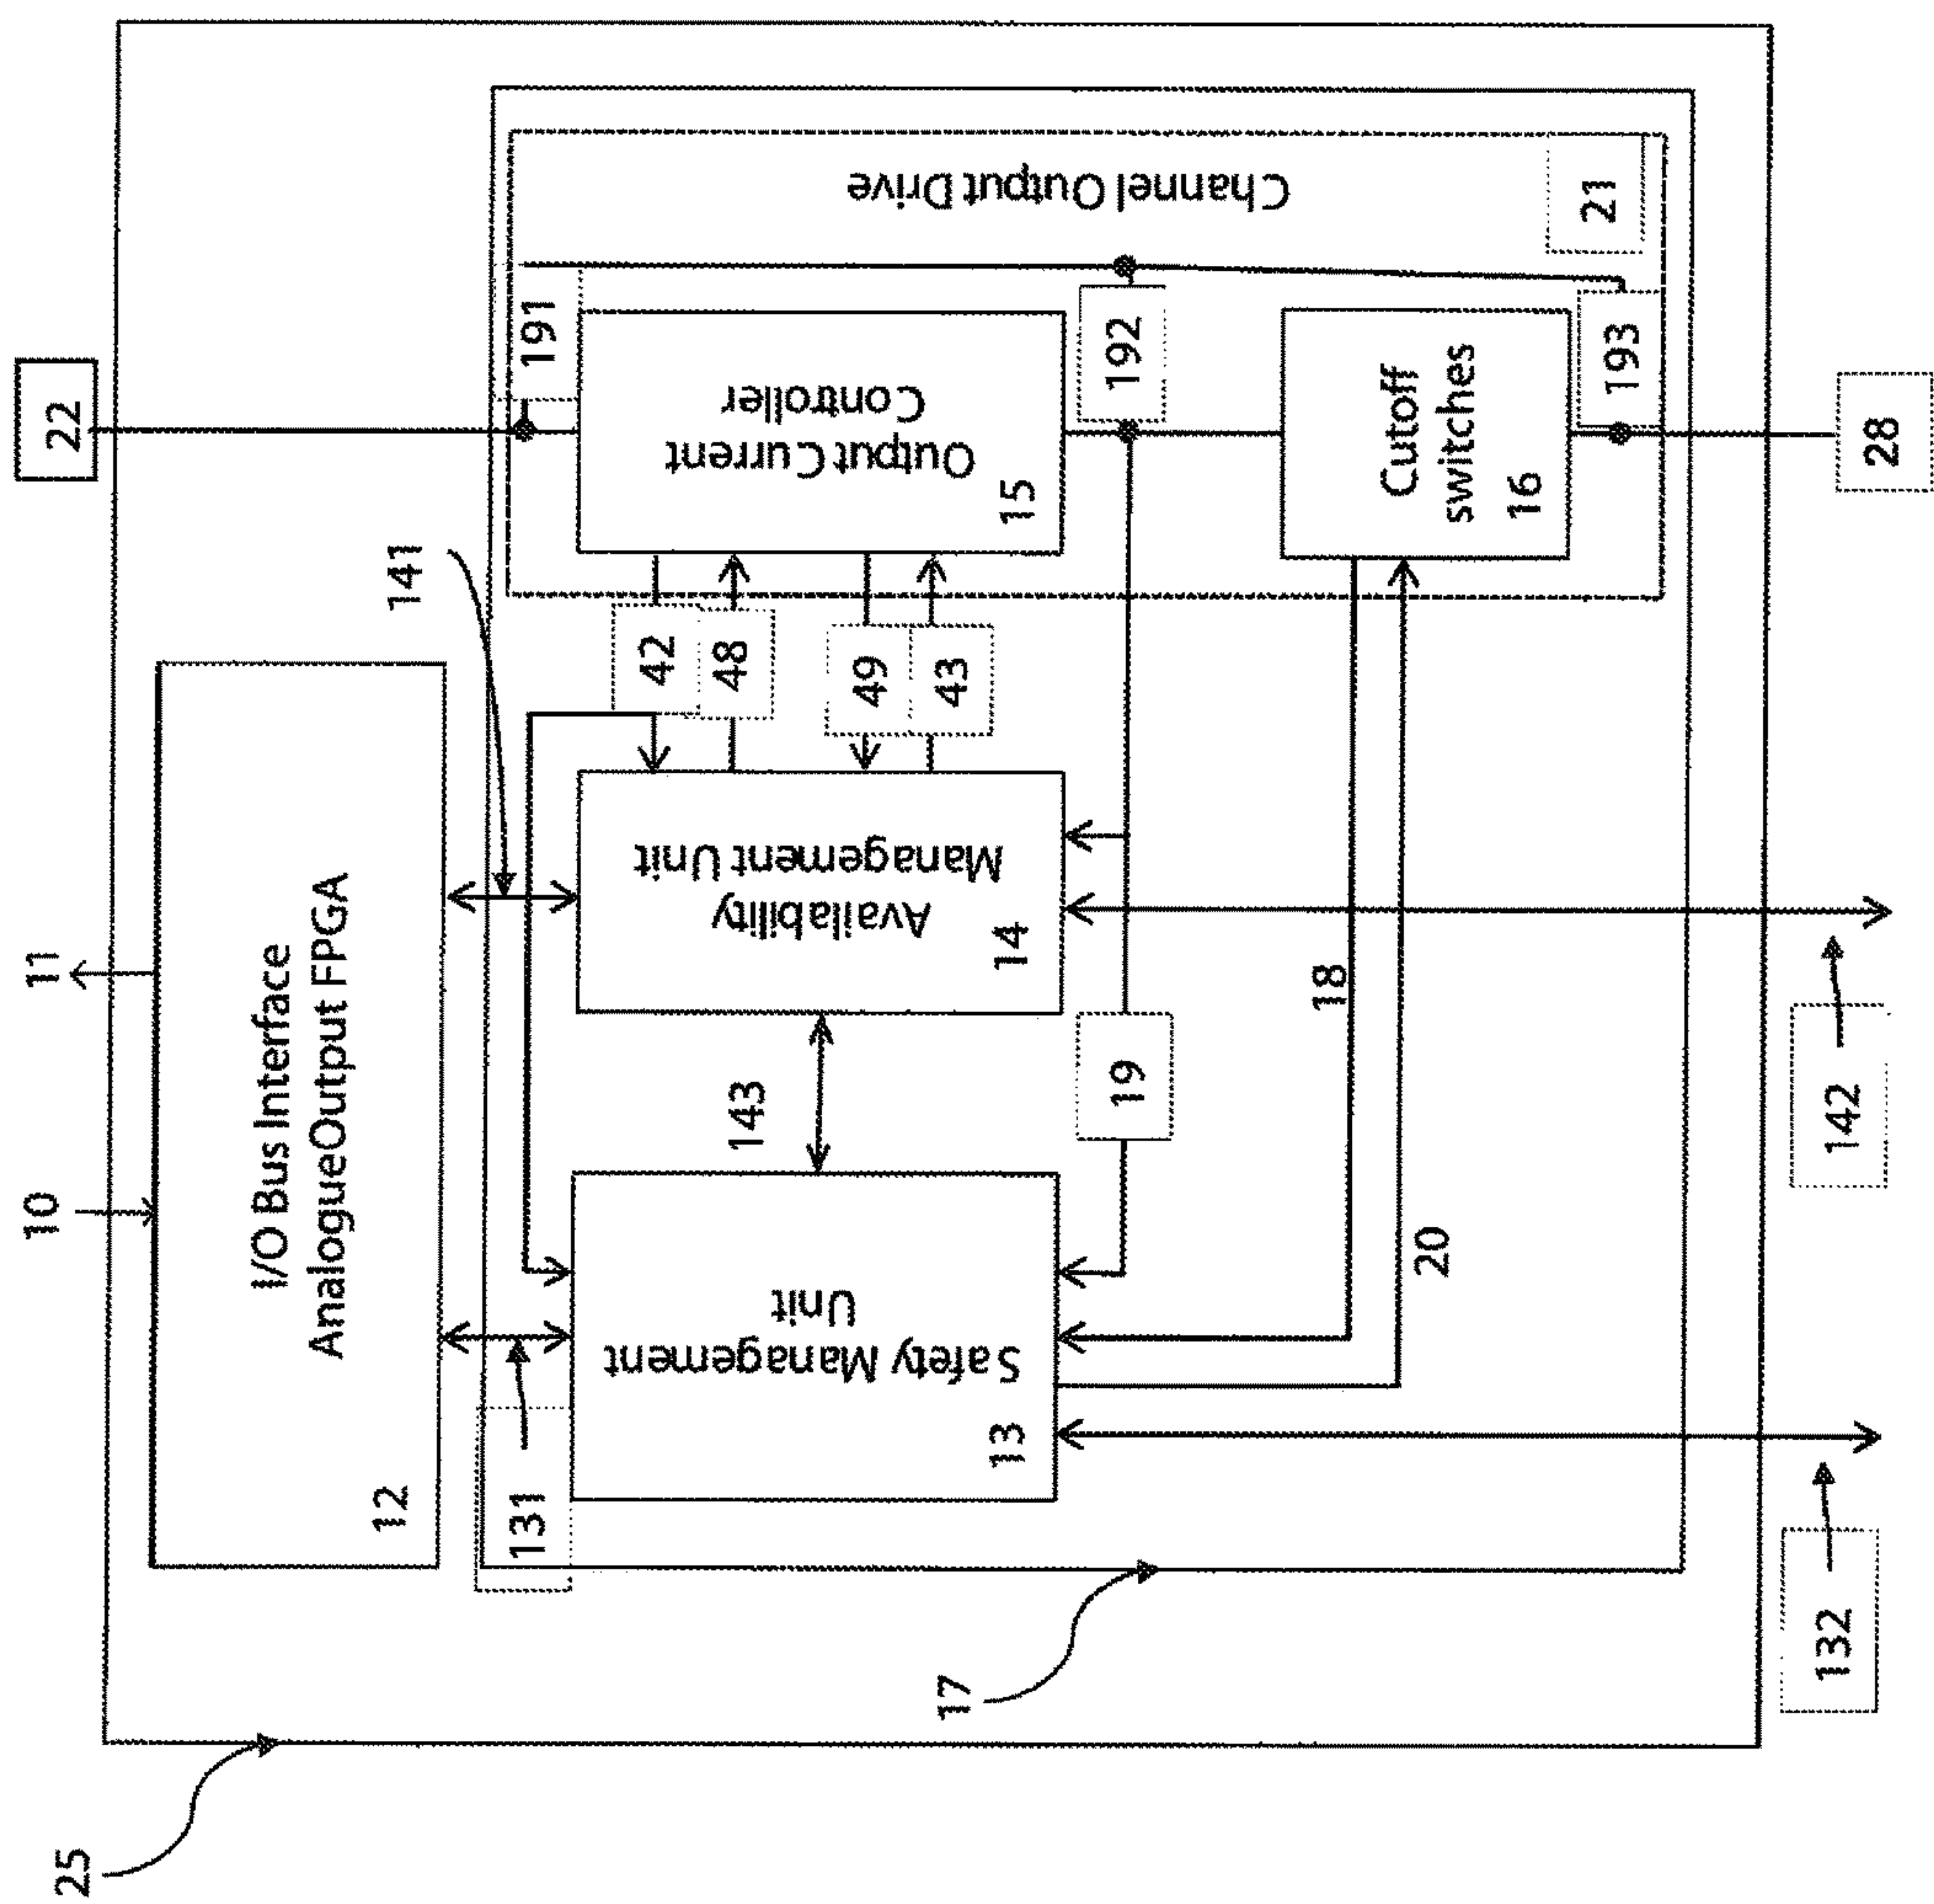 25
10
11
22
I/O Bus Interface
AnalogueOutput FPGA
12
141
131
191
Safety Management
Unit
13
143
Availability
Management Unit
14
42
48
49
43
Output Current
Controller
15
Channel Output Drive
17
19
192
18
20
Cutoff
switches
16
193
21
132
142
28